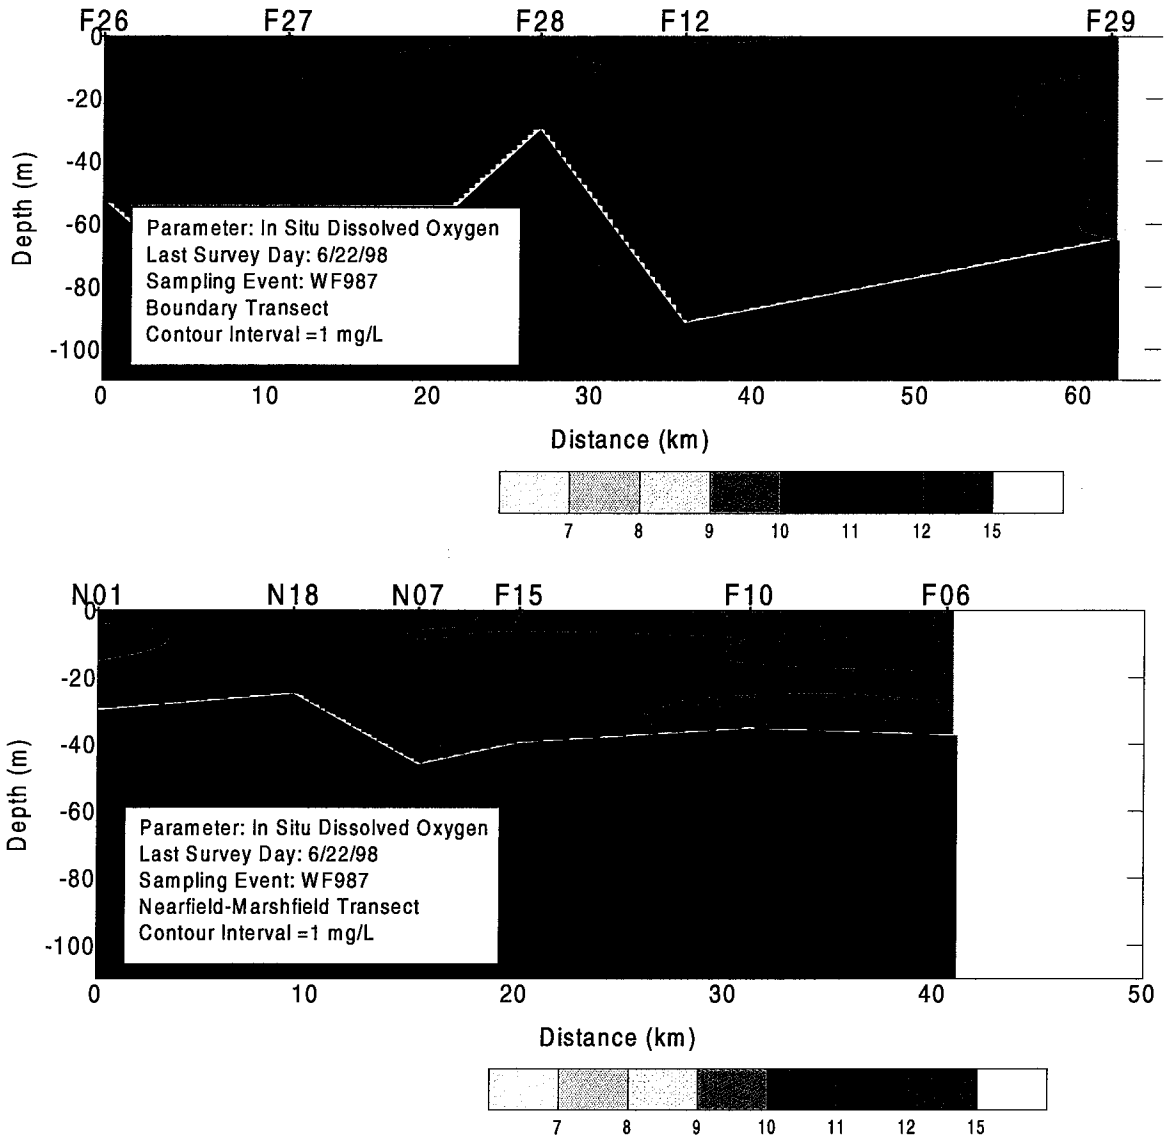 F26 F27 F28 F12 F29
0
-20
-40
-60
-80
-100
Depth (m)
Parameter: In Situ Dissolved Oxygen
Last Survey Day: 6/22/98
Sampling Event: WF987
Boundary Transect
Contour Interval =1 mg/L
0 10 20 30 40 50 60
Distance (km)
7 8 9 10 11 12 15
N01 N18 N07 F15 F10 F06
0
-20
-40
-60
-80
-100
Depth (m)
Parameter: In Situ Dissolved Oxygen
Last Survey Day: 6/22/98
Sampling Event: WF987
Nearfield-Marshfield Transect
Contour Interval =1 mg/L
0 10 20 30 40 50
Distance (km)
7 8 9 10 11 12 15